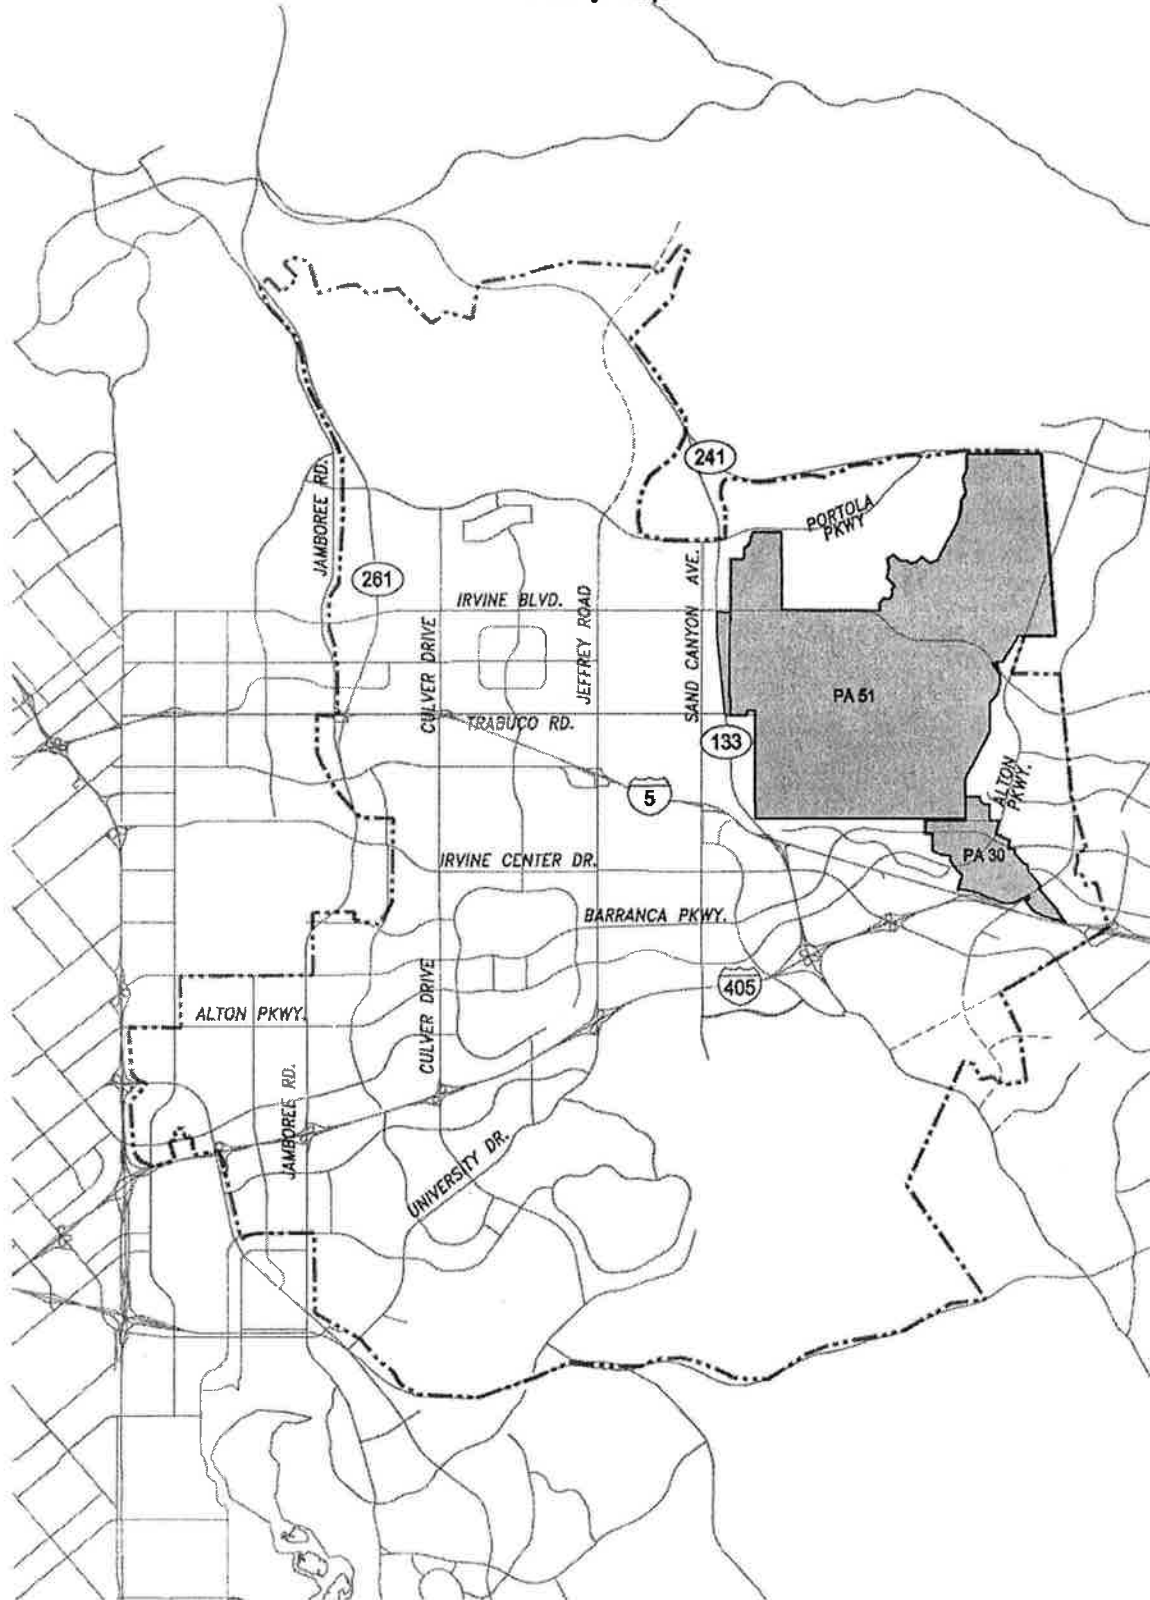 241
PORTOLA
PKWY
JAMBOREE RD.
261
IRVINE BLVD.
CULVER DRIVE
JEFFREY ROAD
SAND CANYON AVE.
PA 51
TRABUCO RD.
133
5
ALTON
PKWY.
IRVINE CENTER DR.
PA 30
BARRANCA PKWY.
405
ALTON PKWY.
CULVER DRIVE
JAMBOREE RD.
UNIVERSITY DR.